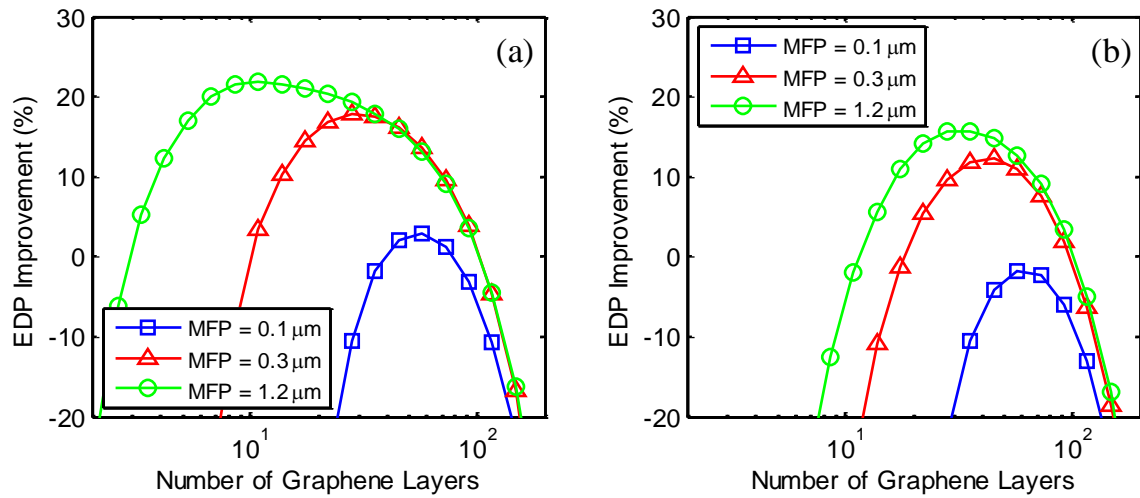 (a)
EDP Improvement (%)
30
20
10
0
-10
-20
MFP = 0.1 μm
MFP = 0.3 μm
MFP = 1.2 μm
10^1
10^2
Number of Graphene Layers
(b)
EDP Improvement (%)
30
20
10
0
-10
-20
MFP = 0.1 μm
MFP = 0.3 μm
MFP = 1.2 μm
10^1
10^2
Number of Graphene Layers